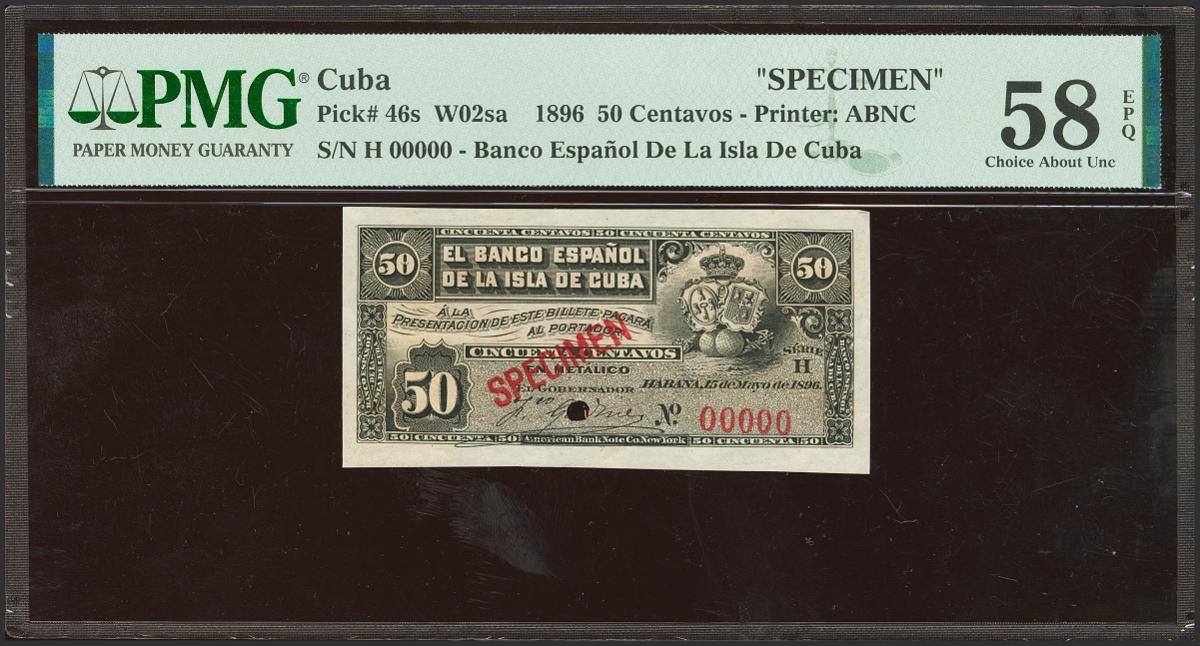 PMG®
PAPER MONEY GUARANTY
Cuba
"SPECIMEN"
Pick# 46s W02sa 1896 50 Centavos - Printer: ABNC
S/N H 00000 - Banco Español De La Isla De Cuba
58
EPQ
Choice About Unc
CINCUENTA CENTAVOS 50 CINCUENTA CENTAVOS
50
EL BANCO ESPAÑOL
DE LA ISLA DE CUBA
50
Á LA
PRESENTACION DE ESTE BILLETE PAGARÁ
AL PORTADOR
CINCUENTA CENTAVOS
EN METÁLICO
SPECIMEN
SÉRIE
H
50
EL GOBERNADOR
HABANA, 15 de Mayo de 1896.
Nº 00000
50 CINCUENTA 50
American Bank Note Co. New York
50 CINCUENTA 50